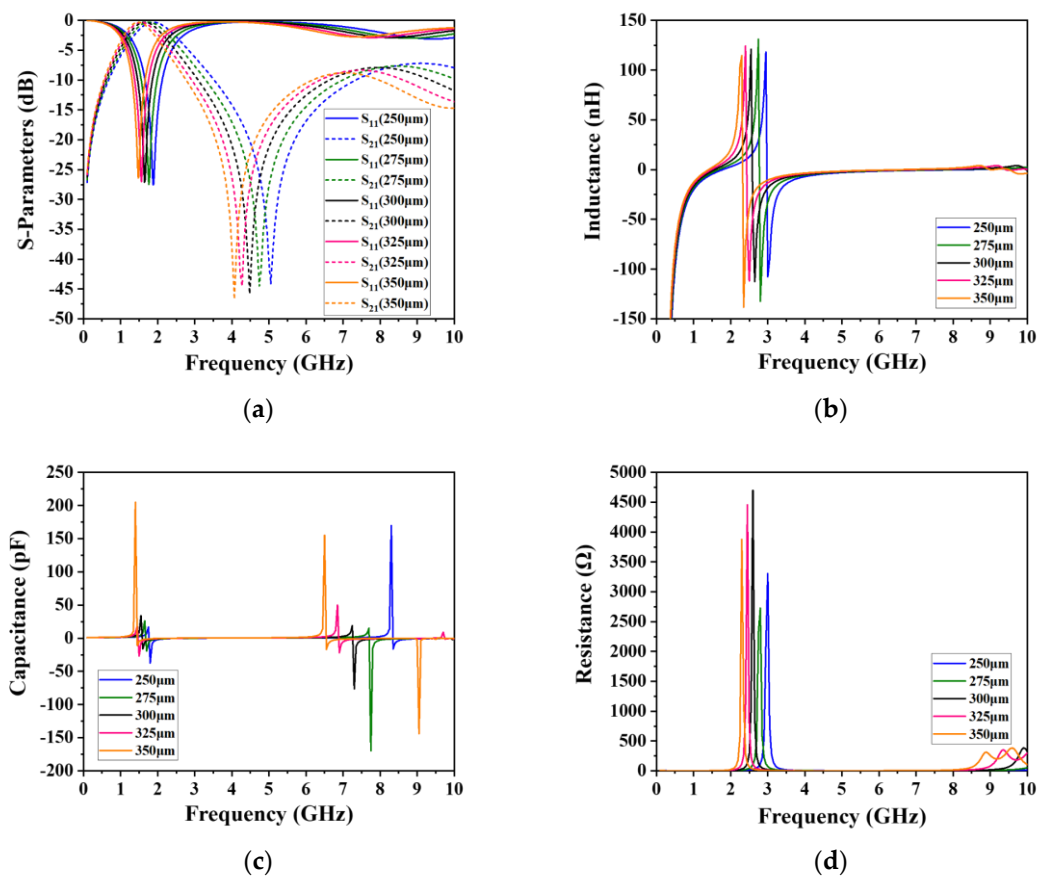 0
-5
-10
-15
-20
-25
-30
-35
-40
-45
-50
S-Parameters (dB)
S11(250μm)
S21(250μm)
S11(275μm)
S21(275μm)
S11(300μm)
S21(300μm)
S11(325μm)
S21(325μm)
S11(350μm)
S21(350μm)
0 1 2 3 4 5 6 7 8 9 10
Frequency (GHz)
(a)
150
100
50
0
-50
-100
-150
Inductance (nH)
250μm
275μm
300μm
325μm
350μm
0 1 2 3 4 5 6 7 8 9 10
Frequency (GHz)
(b)
250
200
150
100
50
0
-50
-100
-150
-200
Capacitance (pF)
250μm
275μm
300μm
325μm
350μm
0 1 2 3 4 5 6 7 8 9 10
Frequency (GHz)
(c)
5000
4500
4000
3500
3000
2500
2000
1500
1000
500
0
Resistance (Ω)
250μm
275μm
300μm
325μm
350μm
0 1 2 3 4 5 6 7 8 9 10
Frequency (GHz)
(d)